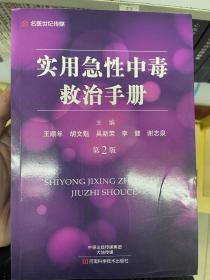 名医世纪传媒
实用急性中毒
救治手册
主编
王顺年 胡文魁 吴新荣 李健 谢志泉
第2版
SHIYONG JIXING ZHONGDU
JIUZHI SHOUCE
中原出版传媒集团
大地传媒
河南科学技术出版社